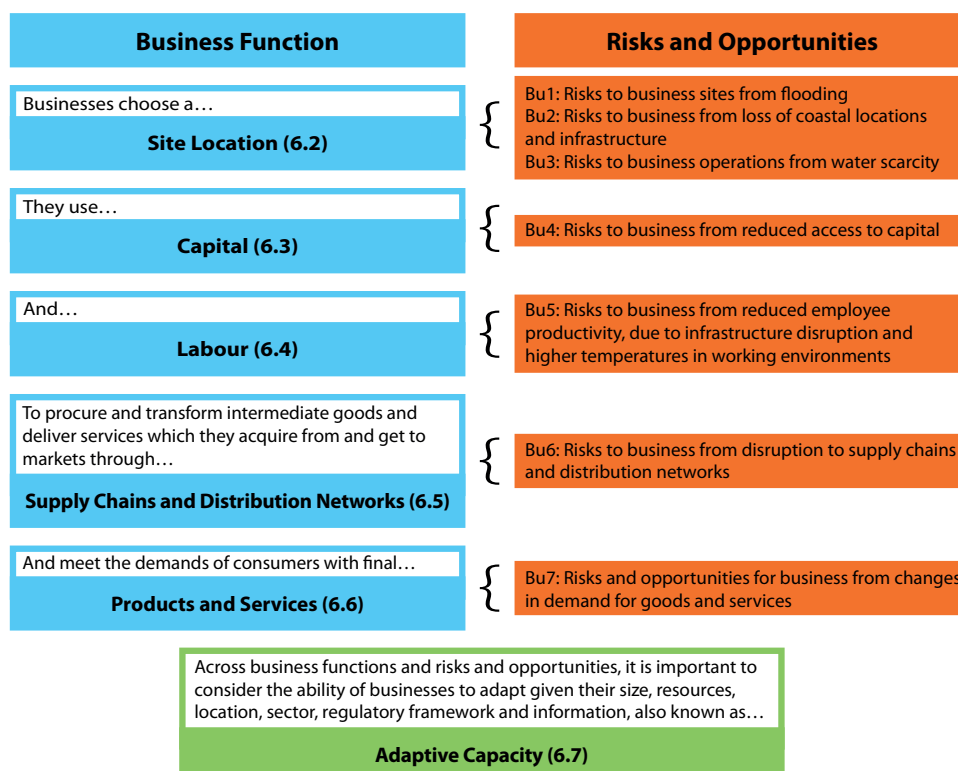 Business Function
Risks and Opportunities
Businesses choose a…
Site Location (6.2)
Bu1: Risks to business sites from flooding
Bu2: Risks to business from loss of coastal locations
and infrastructure
Bu3: Risks to business operations from water scarcity
They use…
Capital (6.3)
Bu4: Risks to business from reduced access to capital
And…
Labour (6.4)
Bu5: Risks to business from reduced employee
productivity, due to infrastructure disruption and
higher temperatures in working environments
To procure and transform intermediate goods and
deliver services which they acquire from and get to
markets through…
Supply Chains and Distribution Networks (6.5)
Bu6: Risks to business from disruption to supply chains
and distribution networks
And meet the demands of consumers with final…
Products and Services (6.6)
Bu7: Risks and opportunities for business from changes
in demand for goods and services
Across business functions and risks and opportunities, it is important to
consider the ability of businesses to adapt given their size, resources,
location, sector, regulatory framework and information, also known as…
Adaptive Capacity (6.7)